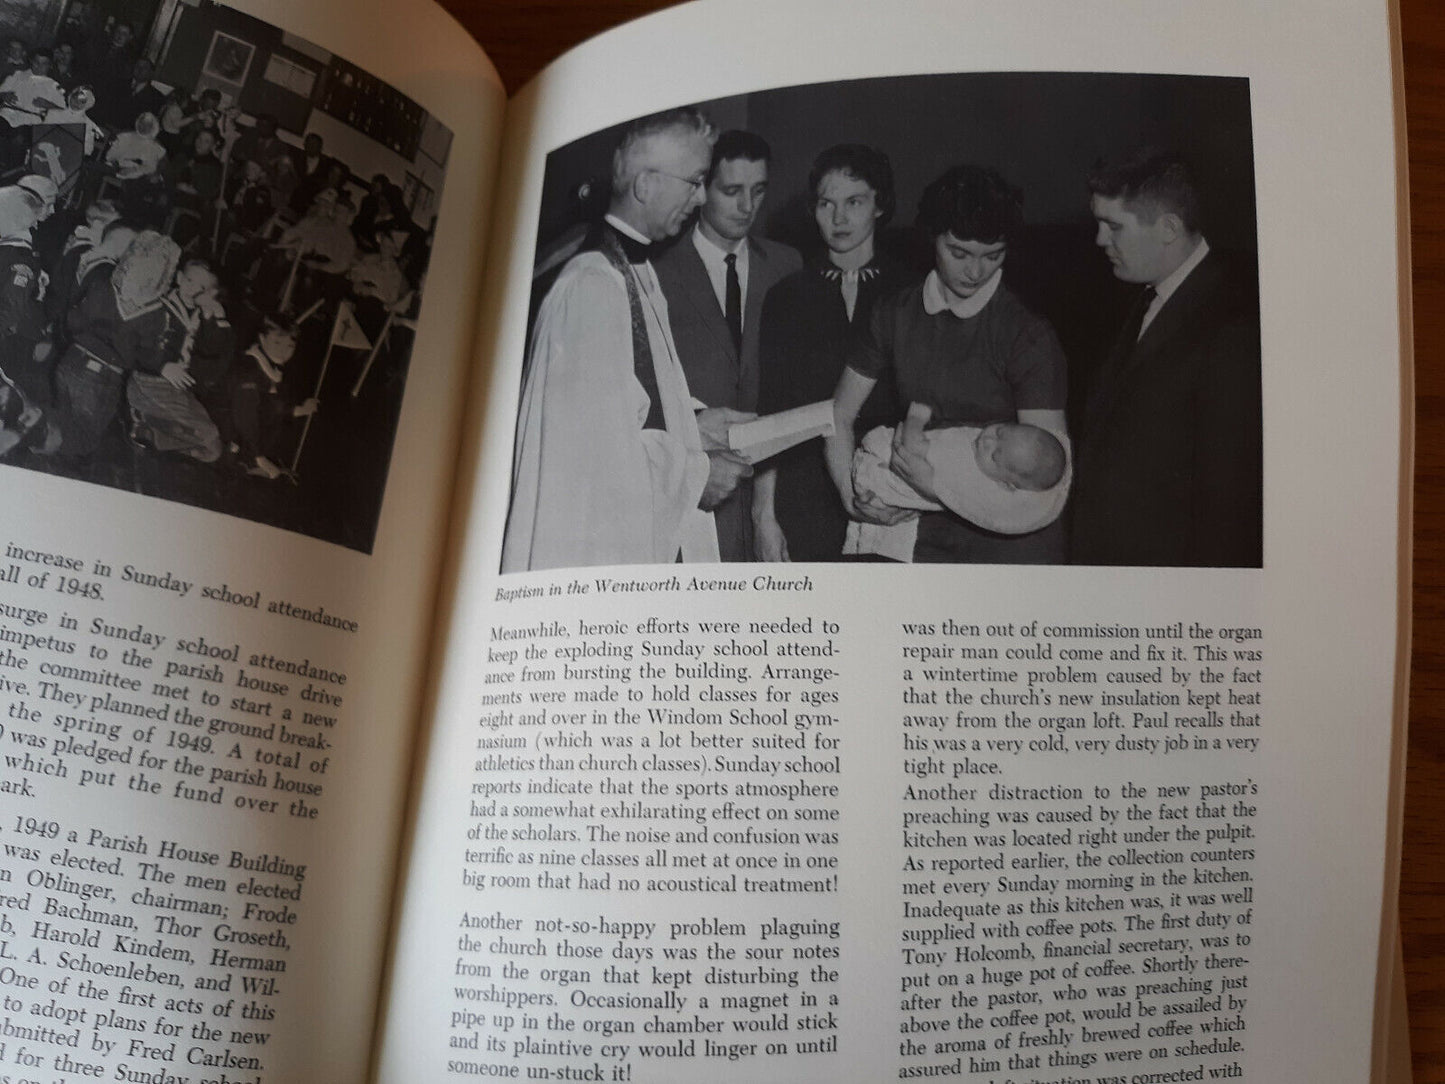 increase in Sunday school attendance
all of 1948.
surge in Sunday school attendance
impetus to the parish house drive
the committee met to start a new
ive. They planned the ground break-
the spring of 1949. A total of
was pledged for the parish house
which put the fund over the
ark.
1949 a Parish House Building
was elected. The men elected
n Oblinger, chairman; Frode
red Bachman, Thor Groseth,
b, Harold Kindem, Herman
L. A. Schoenleben, and Wil-
One of the first acts of this
to adopt plans for the new
ubmitted by Fred Carlsen.
for three Sunday school
Baptism in the Wentworth Avenue Church
Meanwhile, heroic efforts were needed to
keep the exploding Sunday school attend-
ance from bursting the building. Arrange-
ments were made to hold classes for ages
eight and over in the Windom School gym-
nasium (which was a lot better suited for
athletics than church classes). Sunday school
reports indicate that the sports atmosphere
had a somewhat exhilarating effect on some
of the scholars. The noise and confusion was
terrific as nine classes all met at once in one
big room that had no acoustical treatment!
Another not-so-happy problem plaguing
the church those days was the sour notes
from the organ that kept disturbing the
worshippers. Occasionally a magnet in a
pipe up in the organ chamber would stick
and its plaintive cry would linger on until
someone un-stuck it!
was then out of commission until the organ
repair man could come and fix it. This was
a wintertime problem caused by the fact
that the church's new insulation kept heat
away from the organ loft. Paul recalls that
his was a very cold, very dusty job in a very
tight place.
Another distraction to the new pastor's
preaching was caused by the fact that the
kitchen was located right under the pulpit.
As reported earlier, the collection counters
met every Sunday morning in the kitchen.
Inadequate as this kitchen was, it was well
supplied with coffee pots. The first duty of
Tony Holcomb, financial secretary, was to
put on a huge pot of coffee. Shortly there-
after the pastor, who was preaching just
above the coffee pot, would be assailed by
the aroma of freshly brewed coffee which
assured him that things were on schedule.
situation was corrected with